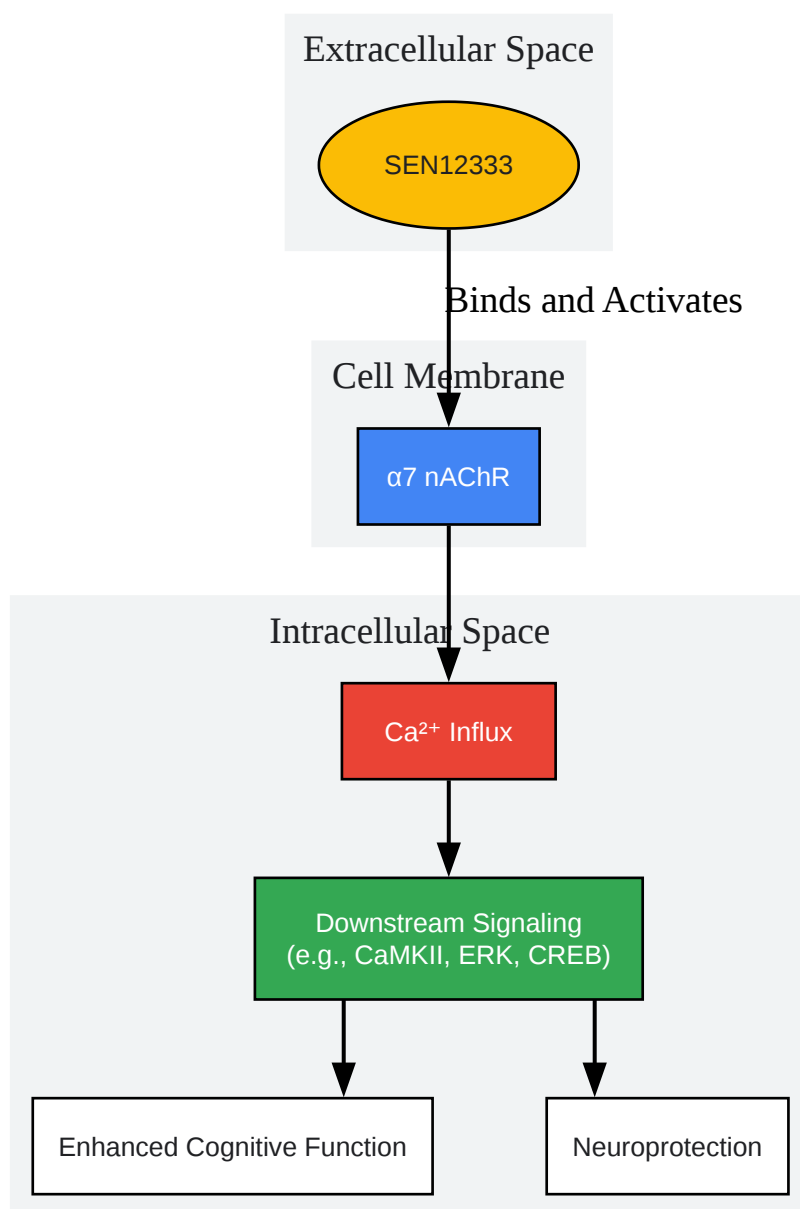 Extracellular Space
SEN12333
Binds and Activates
Cell Membrane
α7 nAChR
Intracellular Space
Ca²⁺ Influx
Downstream Signaling
(e.g., CaMKII, ERK, CREB)
Enhanced Cognitive Function
Neuroprotection